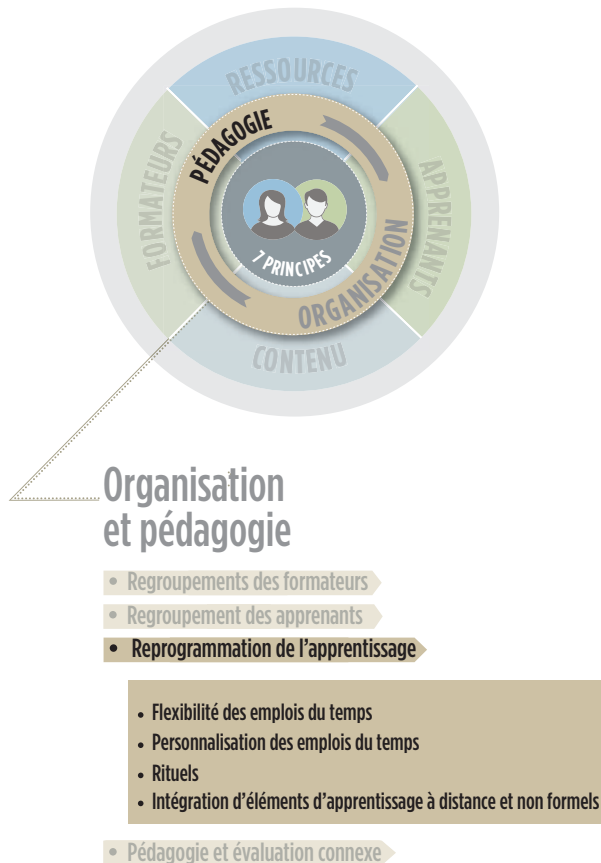 RESSOURCES
PÉDAGOGIE
FORMATEURS
APPRENANTS
7 PRINCIPES
ORGANISATION
CONTENU
Organisation
et pédagogie
• Regroupements des formateurs
• Regroupement des apprenants
• Reprogrammation de l’apprentissage
• Flexibilité des emplois du temps
• Personnalisation des emplois du temps
• Rituels
• Intégration d’éléments d’apprentissage à distance et non formels
• Pédagogie et évaluation connexe